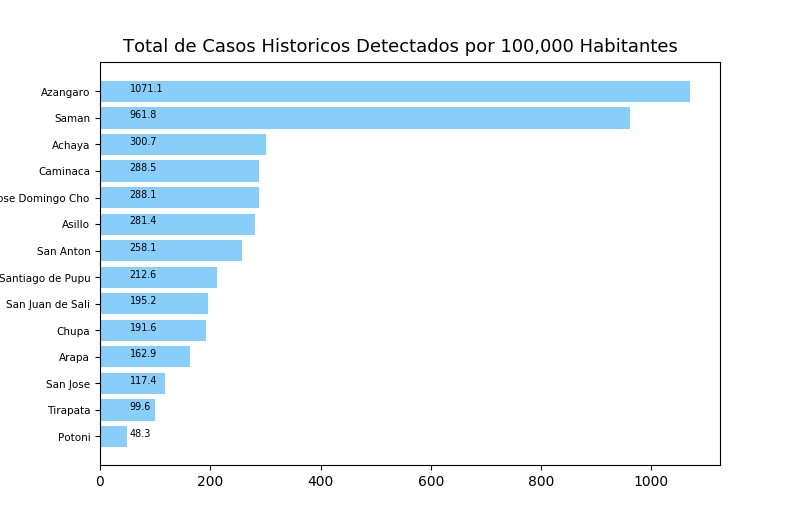 Total de Casos Historicos Detectados por 100,000 Habitantes
Azangaro 1071.1
Saman 961.8
Achaya 300.7
Caminaca 288.5
ose Domingo Cho 288.1
Asillo 281.4
San Anton 258.1
Santiago de Pupu 212.6
San Juan de Sali 195.2
Chupa 191.6
Arapa 162.9
San Jose 117.4
Tirapata 99.6
Potoni 48.3
0 200 400 600 800 1000